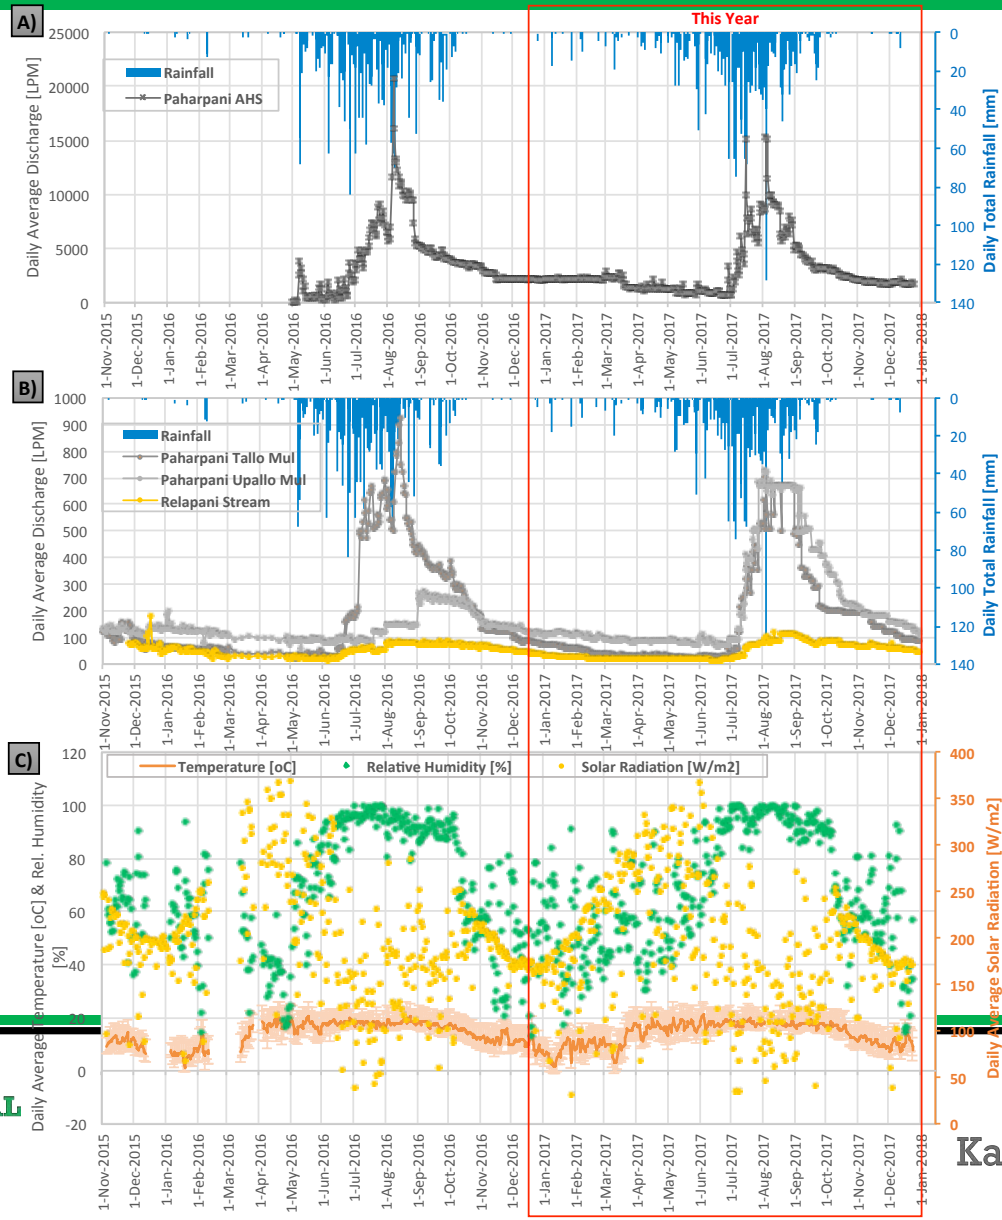 A)
This Year
25000
20000
15000
10000
5000
0
Daily Average Discharge [LPM]
Rainfall
Paharpani AHS
0
20
40
60
80
100
120
140
Daily Total Rainfall [mm]
1-Nov-2015
1-Dec-2015
1-Jan-2016
1-Feb-2016
1-Mar-2016
1-Apr-2016
1-May-2016
1-Jun-2016
1-Jul-2016
1-Aug-2016
1-Sep-2016
1-Oct-2016
1-Nov-2016
1-Dec-2016
1-Jan-2017
1-Feb-2017
1-Mar-2017
1-Apr-2017
1-May-2017
1-Jun-2017
1-Jul-2017
1-Aug-2017
1-Sep-2017
1-Oct-2017
1-Nov-2017
1-Dec-2017
1-Jan-2018
B)
1000
900
800
700
600
500
400
300
200
100
0
Daily Average Discharge [LPM]
Rainfall
Paharpani Tallo Mul
Paharpani Upallo Mul
Relapani Stream
0
20
40
60
80
100
120
140
Daily Total Rainfall [mm]
1-Nov-2015
1-Dec-2015
1-Jan-2016
1-Feb-2016
1-Mar-2016
1-Apr-2016
1-May-2016
1-Jun-2016
1-Jul-2016
1-Aug-2016
1-Sep-2016
1-Oct-2016
1-Nov-2016
1-Dec-2016
1-Jan-2017
1-Feb-2017
1-Mar-2017
1-Apr-2017
1-May-2017
1-Jun-2017
1-Jul-2017
1-Aug-2017
1-Sep-2017
1-Oct-2017
1-Nov-2017
1-Dec-2017
1-Jan-2018
C)
120
100
80
60
40
20
0
-20
Daily Average Temperature [oC] & Rel. Humidity
[%]
Temperature [oC]
Relative Humidity [%]
Solar Radiation [W/m2]
400
350
300
250
200
150
100
50
0
Daily Average Solar Radiation [W/m2]
1-Nov-2015
1-Dec-2015
1-Jan-2016
1-Feb-2016
1-Mar-2016
1-Apr-2016
1-May-2016
1-Jun-2016
1-Jul-2016
1-Aug-2016
1-Sep-2016
1-Oct-2016
1-Nov-2016
1-Dec-2016
1-Jan-2017
1-Feb-2017
1-Mar-2017
1-Apr-2017
1-May-2017
1-Jun-2017
1-Jul-2017
1-Aug-2017
1-Sep-2017
1-Oct-2017
1-Nov-2017
1-Dec-2017
1-Jan-2018
Ka